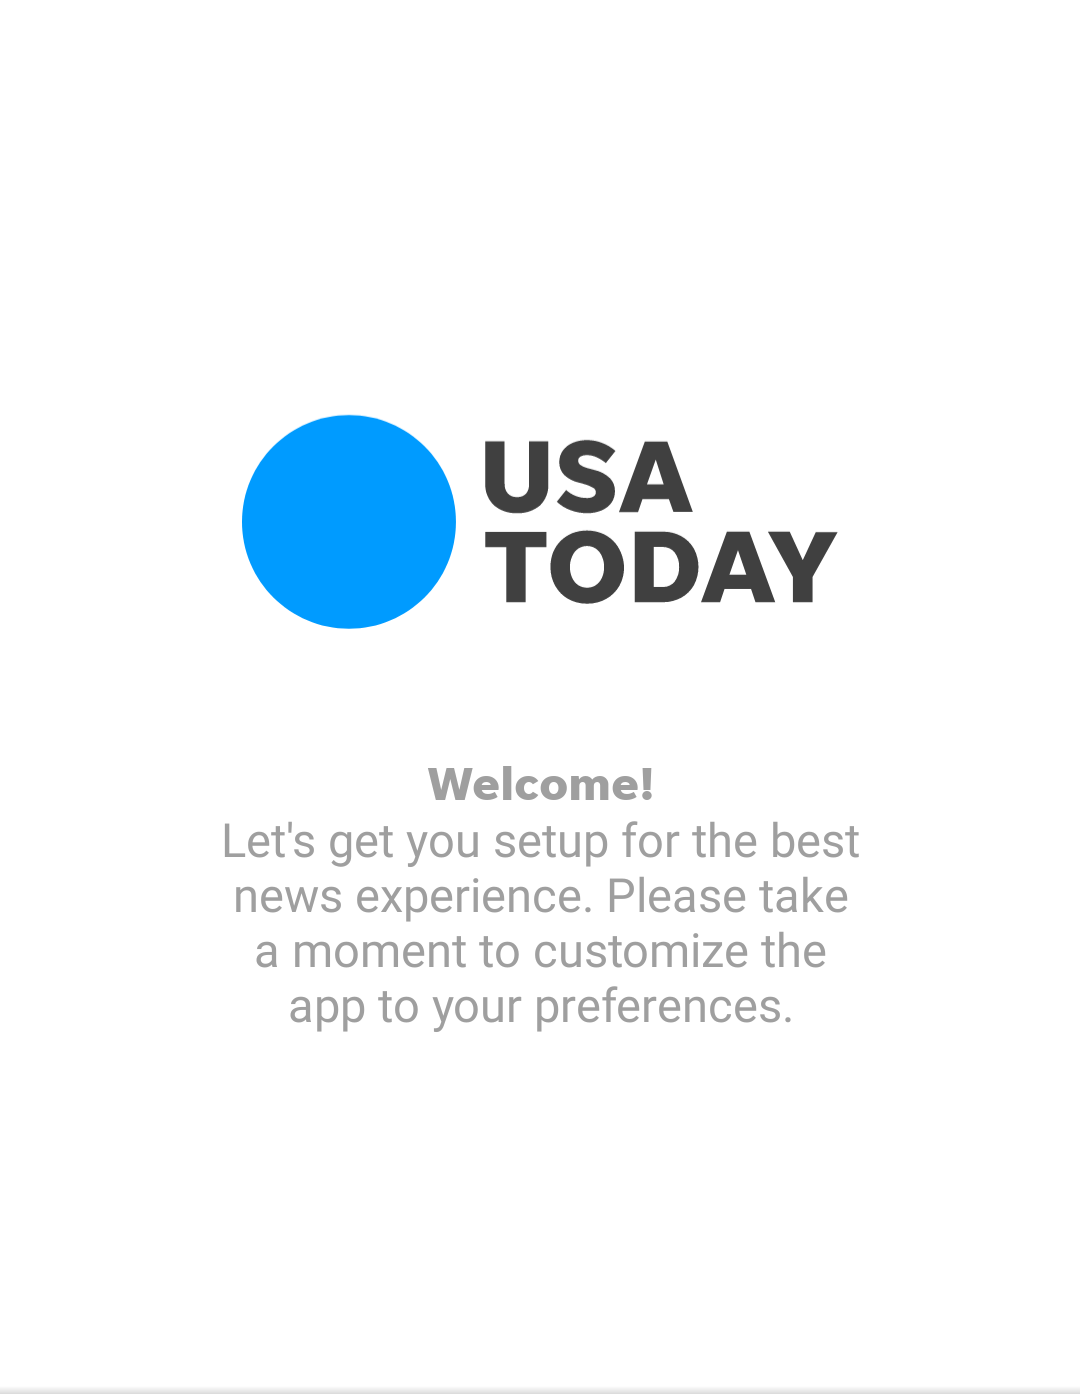 USA
TODAY
Welcome!
Let's get you setup for the best
news experience. Please take
a moment to customize the
app to your preferences.